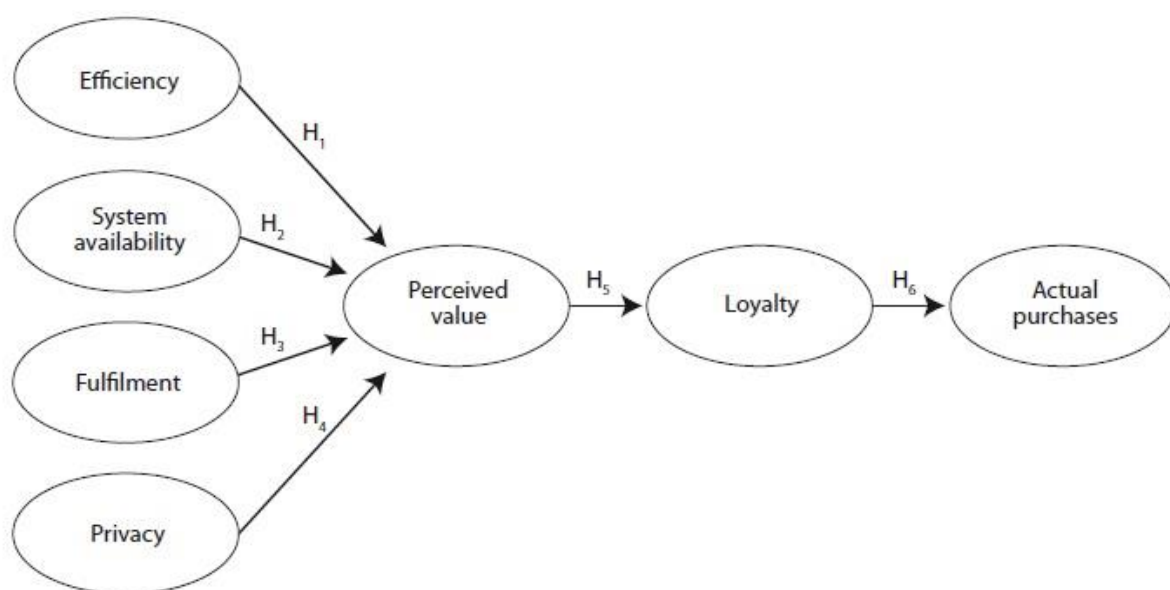 Efficiency
H₁
System
availability
H₂
Fulfilment
H₃
Privacy
H₄
Perceived
value
H₅
Loyalty
H₆
Actual
purchases